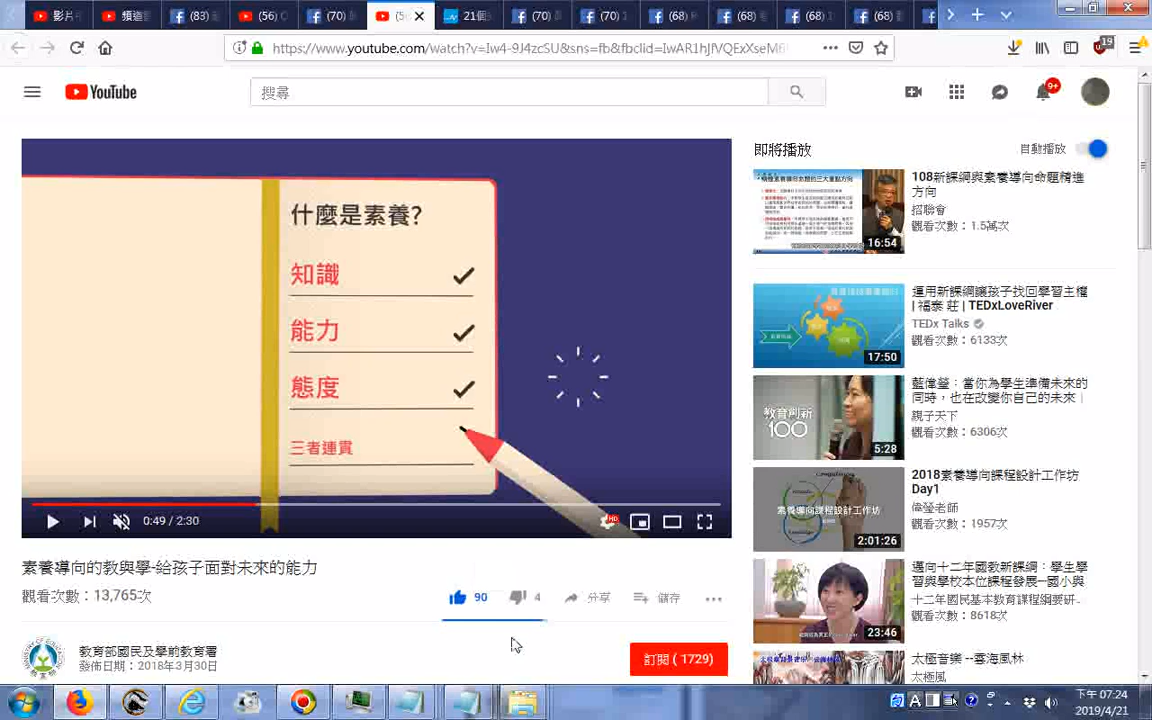 影片
頻道
(83)
(56)
(70)
21個
(70)
(70)
(68)
(68)
(68)
(68)
https://www.youtube.com/watch?v=Iw4-9J4zcSU&sns=fb&fbclid=
19
YouTube
搜尋
9+
什麼是素養?
知識
能力
態度
三者連貫
0:49 / 2:30
HD
素養導向的教與學-給孩子面對未來的能力
觀看次數：13,765次
90
4
分享
儲存
教育部國民及學前教育署
發佈日期：2018年3月30日
訂閱 ( 1729)
即將播放
自動播放
16:54
108新課綱與素養導向命題精進
方向
招聯會
觀看次數：1.5萬次
17:50
運用新課綱讓孩子找回學習主權
| 福泰 莊 | TEDxLoveRiver
TEDx Talks
觀看次數：6133次
教育創新
100
5:28
藍偉瑩：當你為學生準備未來的
同時，也在改變你自己的未來｜
親子天下
觀看次數：6306次
素養導向課程設計工作坊
2:01:26
2018素養導向課程設計工作坊
Day1
偉瑩老師
觀看次數：1957次
23:46
邁向十二年國教新課綱：學生學
習與學校本位課程發展─國小與
十二年國民基本教育課程綱要研..
觀看次數：8618次
太極音樂 --雲海風林
太極風
下午 07:24
2019/4/21